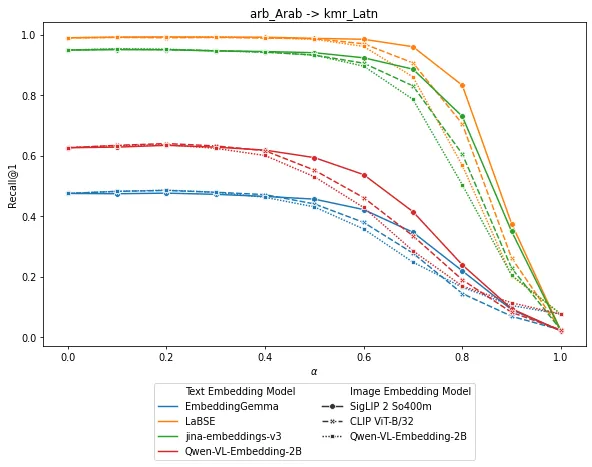 arb_Arab -> kmr_Latn
1.0
0.8
0.6
0.4
0.2
0.0
Recall@1
0.0 0.2 0.4 0.6 0.8 1.0
α
Text Embedding Model Image Embedding Model
EmbeddingGemma SigLIP 2 So400m
LaBSE CLIP ViT-B/32
jina-embeddings-v3 Qwen-VL-Embedding-2B
Qwen-VL-Embedding-2B